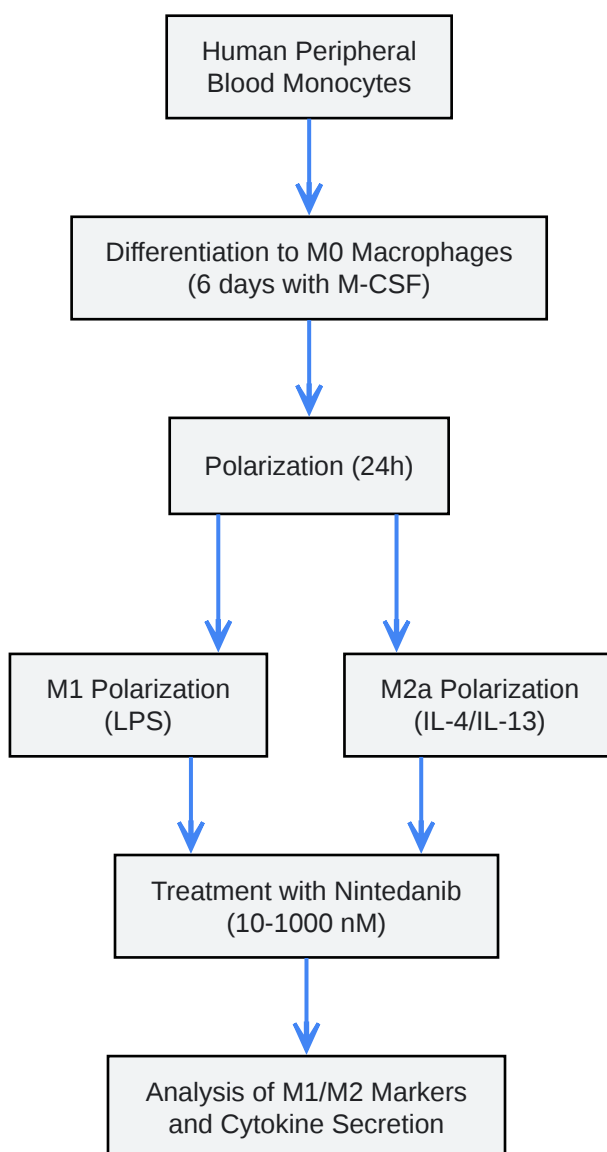 Human Peripheral
Blood Monocytes
Differentiation to M0 Macrophages
(6 days with M-CSF)
Polarization (24h)
M1 Polarization
(LPS)
M2a Polarization
(IL-4/IL-13)
Treatment with Nintedanib
(10-1000 nM)
Analysis of M1/M2 Markers
and Cytokine Secretion